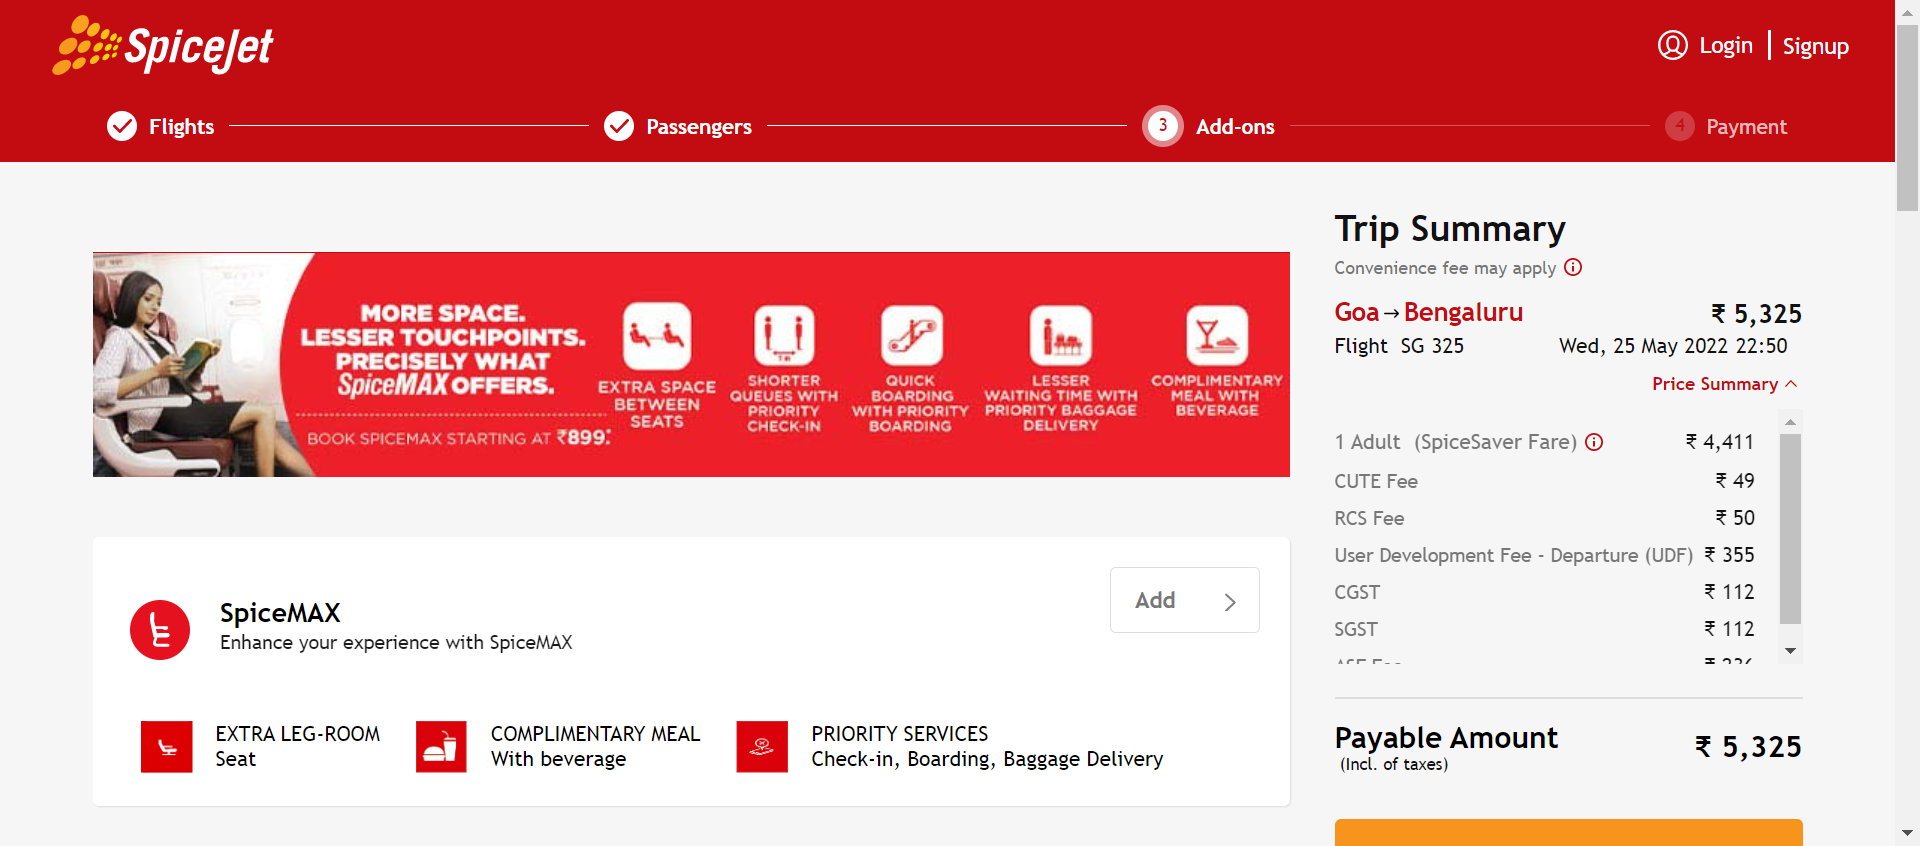 SpiceJet
Login
Signup
Flights
Passengers
3
Add-ons
4
Payment
MORE SPACE.
LESSER TOUCHPOINTS.
PRECISELY WHAT
SpiceMAX OFFERS.
BOOK SPICEMAX STARTING AT ₹899*.
EXTRA SPACE
BETWEEN
SEATS
SHORTER
QUEUES WITH
PRIORITY
CHECK-IN
QUICK
BOARDING
WITH PRIORITY
BOARDING
LESSER
WAITING TIME WITH
PRIORITY BAGGAGE
DELIVERY
COMPLIMENTARY
MEAL WITH
BEVERAGE
SpiceMAX
Enhance your experience with SpiceMAX
Add
EXTRA LEG-ROOM
Seat
COMPLIMENTARY MEAL
With beverage
PRIORITY SERVICES
Check-in, Boarding, Baggage Delivery
Trip Summary
Convenience fee may apply
Goa→Bengaluru ₹ 5,325
Flight SG 325 Wed, 25 May 2022 22:50
Price Summary
1 Adult (SpiceSaver Fare) ₹ 4,411
CUTE Fee ₹ 49
RCS Fee ₹ 50
User Development Fee - Departure (UDF) ₹ 355
CGST ₹ 112
SGST ₹ 112
ASF Fee ₹ 236
Payable Amount ₹ 5,325
(Incl. of taxes)